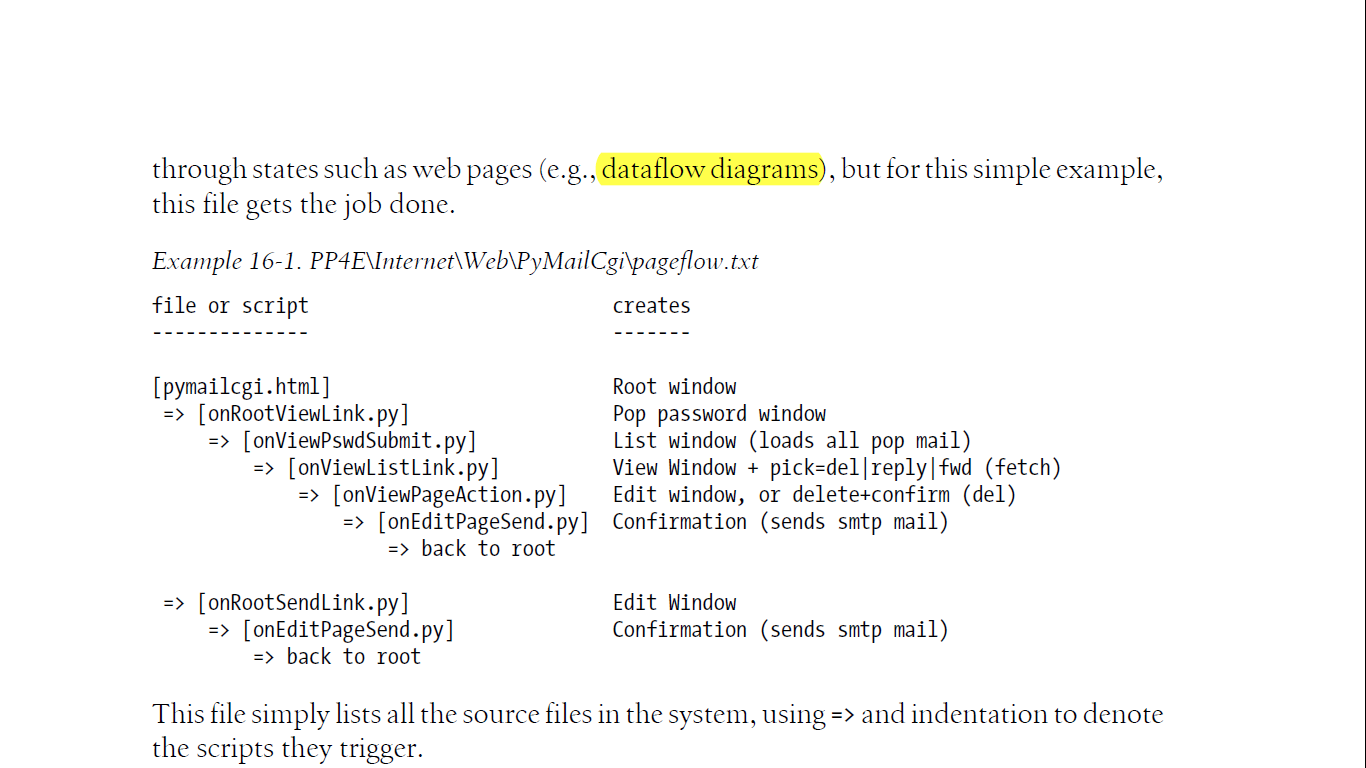 through states such as web pages (e.g., dataflow diagrams), but for this simple example,
this file gets the job done.
Example 16-1. PP4E\Internet\Web\PyMailCgi\pageflow.txt
file or script                           creates
--------------                           -------
[pymailcgi.html]                         Root window
 => [onRootViewLink.py]                  Pop password window
     => [onViewPswdSubmit.py]            List window (loads all pop mail)
         => [onViewListLink.py]          View Window + pick=del|reply|fwd (fetch)
             => [onViewPageAction.py]    Edit window, or delete+confirm (del)
                 => [onEditPageSend.py]  Confirmation (sends smtp mail)
                     => back to root
 => [onRootSendLink.py]                  Edit Window
     => [onEditPageSend.py]              Confirmation (sends smtp mail)
         => back to root
This file simply lists all the source files in the system, using => and indentation to denote
the scripts they trigger.